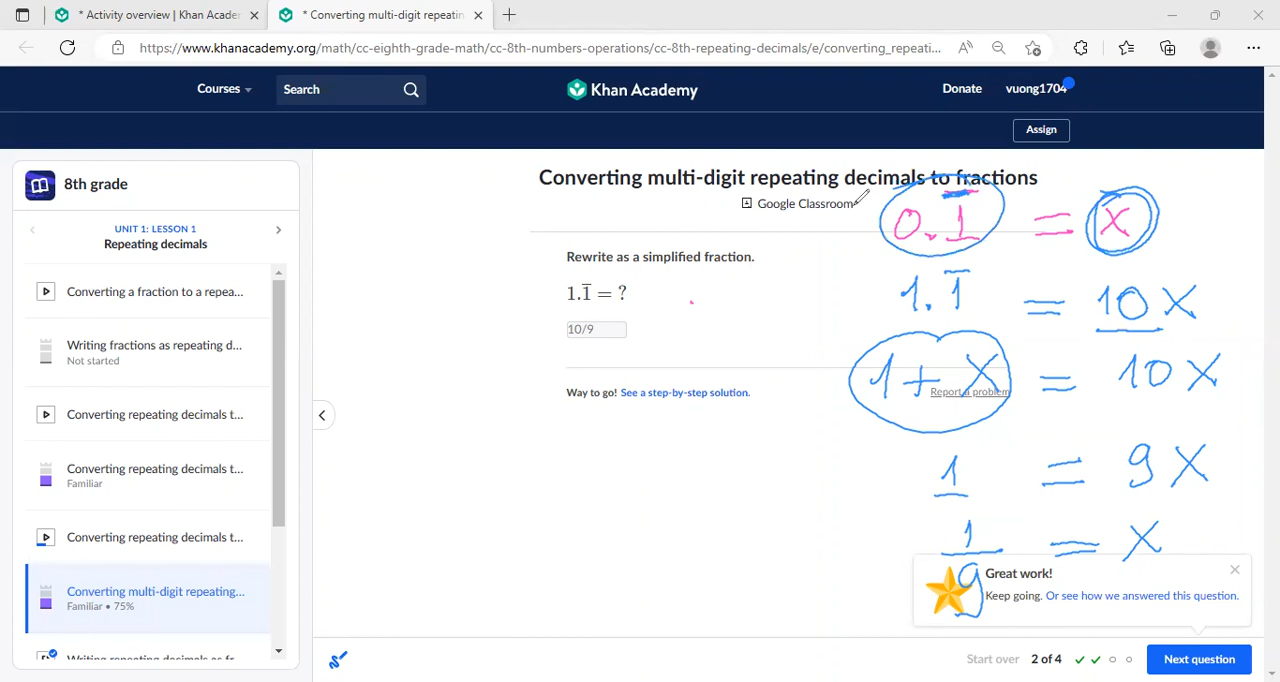 * Activity overview | Khan Acade
* Converting multi-digit repeatin
https://www.khanacademy.org/math/cc-eighth-grade-math/cc-8th-numbers-operations/cc-8th-repeating-decimals/e/converting_repeati...
Courses
Search
Khan Academy
Donate
vuong1704
Assign
8th grade
UNIT 1: LESSON 1
Repeating decimals
Converting a fraction to a repea...
Writing fractions as repeating d...
Not started
Converting repeating decimals t...
Converting repeating decimals t...
Familiar
Converting repeating decimals t...
Converting multi-digit repeating...
Familiar • 75%
Writing repeating decimals as fr
Converting multi-digit repeating decimals to fractions
Google Classroom
Rewrite as a simplified fraction.
1.1̅ = ?
10/9
Way to go! See a step-by-step solution.
Report a problem
0.1̅ = X
1.1̅ = 10X
1 + X = 10X
1 = 9X
1/9 = X
Great work!
Keep going. Or see how we answered this question.
Start over
2 of 4
Next question